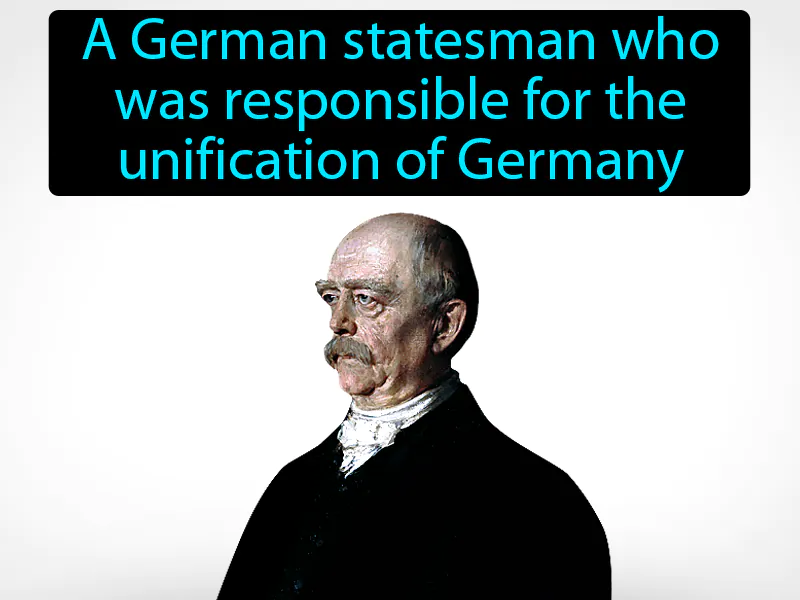 A German statesman who
was responsible for the
unification of Germany